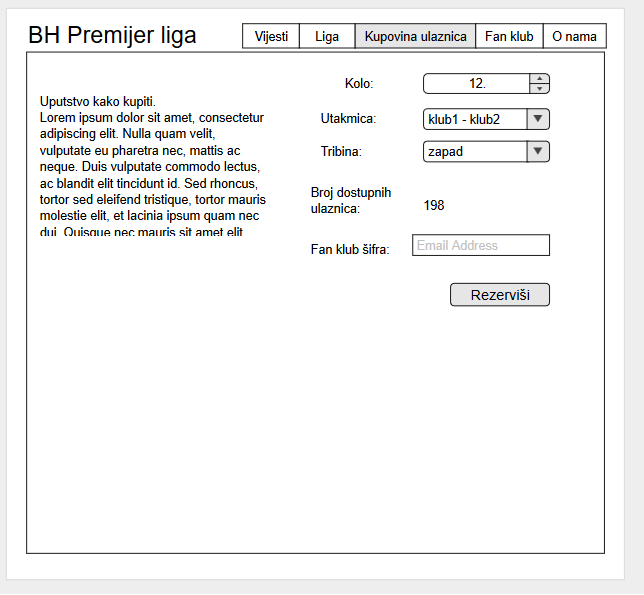 BH Premijer liga
Vijesti
Liga
Kupovina ulaznica
Fan klub
O nama
Uputstvo kako kupiti.
Lorem ipsum dolor sit amet, consectetur
adipiscing elit. Nulla quam velit,
vulputate eu pharetra nec, mattis ac
neque. Duis vulputate commodo lectus,
ac blandit elit tincidunt id. Sed rhoncus,
tortor sed eleifend tristique, tortor mauris
molestie elit, et lacinia ipsum quam nec
dui. Quisque nec mauris sit amet elit
Kolo:
12.
Utakmica:
klub1 - klub2
Tribina:
zapad
Broj dostupnih
ulaznica:
198
Fan klub šifra:
Email Address
Rezerviši